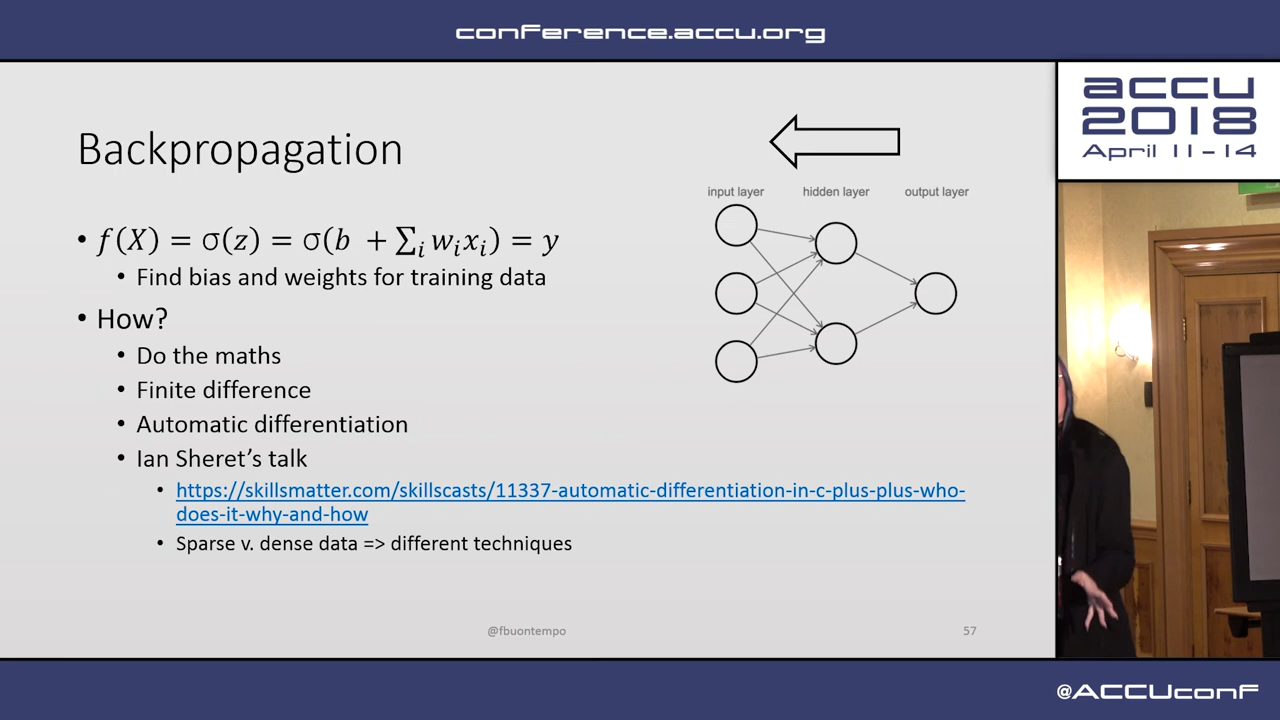 conference.accu.org
accu
2018
April 11-14
Backpropagation
input layer hidden layer output layer
• f(X) = σ(z) = σ(b + ∑ᵢ wᵢxᵢ) = y
• Find bias and weights for training data
• How?
• Do the maths
• Finite difference
• Automatic differentiation
• Ian Sheret’s talk
• https://skillsmatter.com/skillscasts/11337-automatic-differentiation-in-c-plus-plus-who-
does-it-why-and-how
• Sparse v. dense data => different techniques
@fbuontempo
57
@ACCUconf